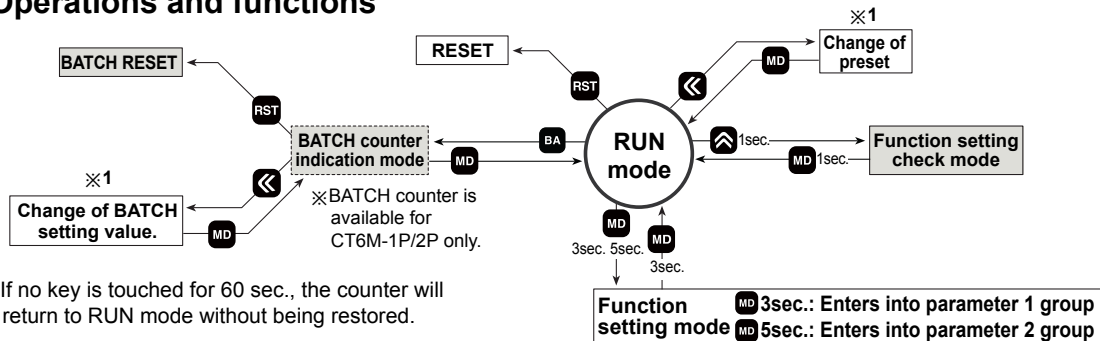 Operations and functions
※1
Change of
preset
MD
RESET
RST
BATCH RESET
RST
BATCH counter
indication mode
BA
MD
RUN
mode
1sec.
MD 1sec.
Function setting
check mode
※1
Change of BATCH
setting value.
MD
※BATCH counter is
available for
CT6M-1P/2P only.
MD
3sec. 5sec.
MD
3sec.
If no key is touched for 60 sec., the counter will
return to RUN mode without being restored.
Function
setting mode
MD 3sec.: Enters into parameter 1 group
MD 5sec.: Enters into parameter 2 group